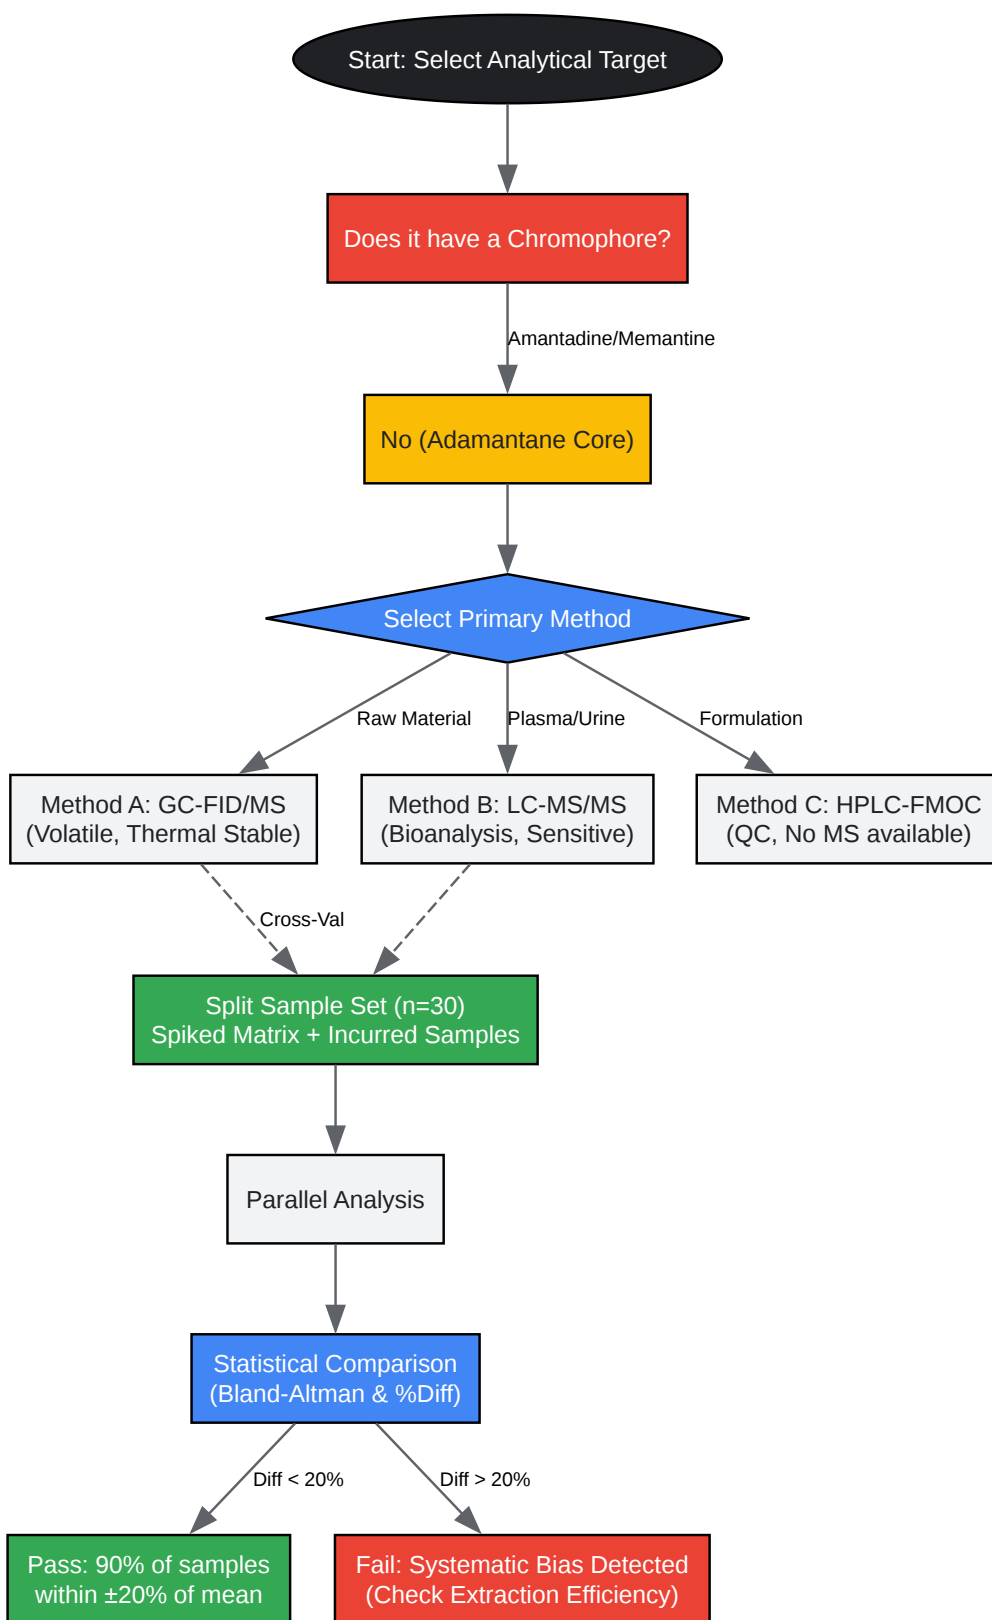 Start: Select Analytical Target
Does it have a Chromophore?
Amantadine/Memantine
No (Adamantane Core)
Select Primary Method
Raw Material
Plasma/Urine
Formulation
Method A: GC-FID/MS
(Volatile, Thermal Stable)
Method B: LC-MS/MS
(Bioanalysis, Sensitive)
Method C: HPLC-FMOC
(QC, No MS available)
Cross-Val
Split Sample Set (n=30)
Spiked Matrix + Incurred Samples
Parallel Analysis
Statistical Comparison
(Bland-Altman & %Diff)
Diff < 20%
Diff > 20%
Pass: 90% of samples
within ±20% of mean
Fail: Systematic Bias Detected
(Check Extraction Efficiency)